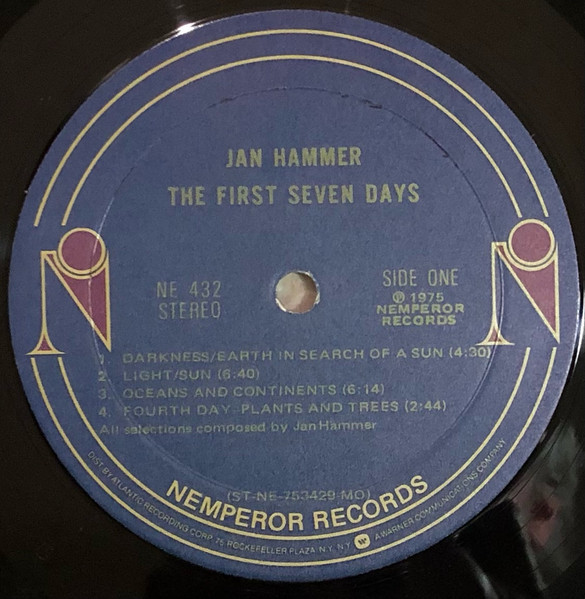 JAN HAMMER
THE FIRST SEVEN DAYS
NE 432
STEREO
SIDE ONE
℗ 1975
NEMPEROR
RECORDS
1. DARKNESS/EARTH IN SEARCH OF A SUN (4:30)
2. LIGHT/SUN (6:40)
3. OCEANS AND CONTINENTS (6:14)
4. FOURTH DAY-PLANTS AND TREES (2:44)
All selections composed by Jan Hammer
(ST-NE-753429-MO)
NEMPEROR RECORDS
DIST. BY ATLANTIC RECORDING CORP. 75 ROCKEFELLER PLAZA N.Y. N.Y. W A WARNER COMMUNICATIONS COMPANY